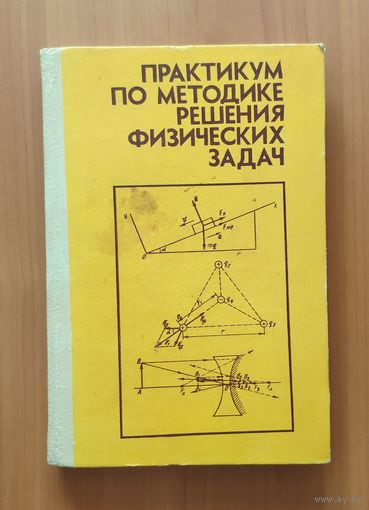 ПРАКТИКУМ
ПО МЕТОДИКЕ
РЕШЕНИЯ
ФИЗИЧЕСКИХ
ЗАДАЧ